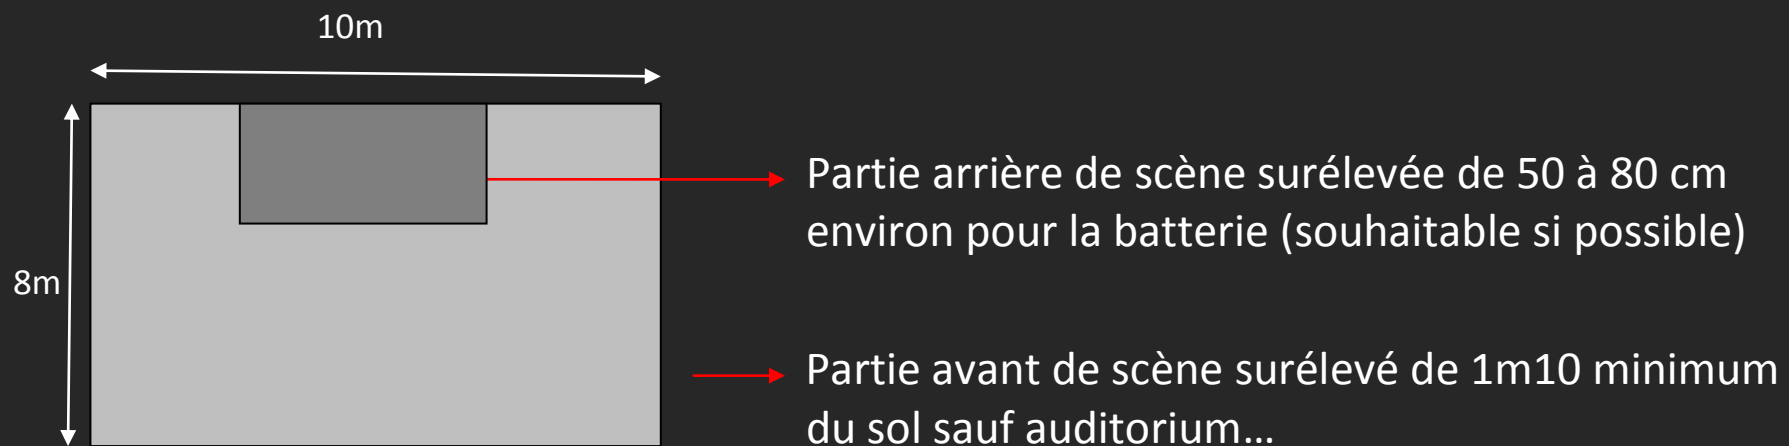 10m
Partie arrière de scène surélevée de 50 à 80 cm
environ pour la batterie (souhaitable si possible)
8m
Partie avant de scène surélevé de 1m10 minimum
du sol sauf auditorium…